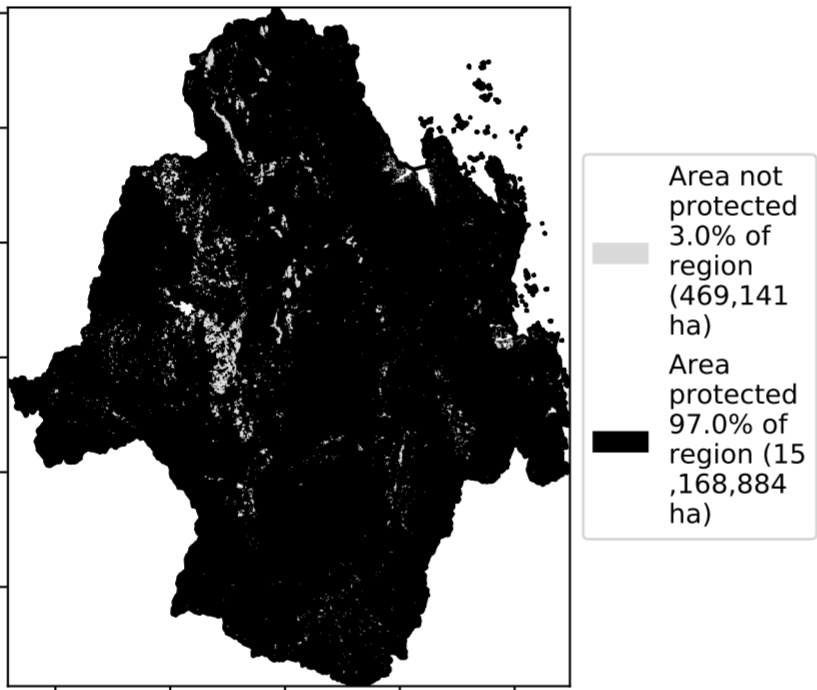 Area not
protected
3.0% of
region
(469,141
ha)
Area
protected
97.0% of
region (15
,168,884
ha)